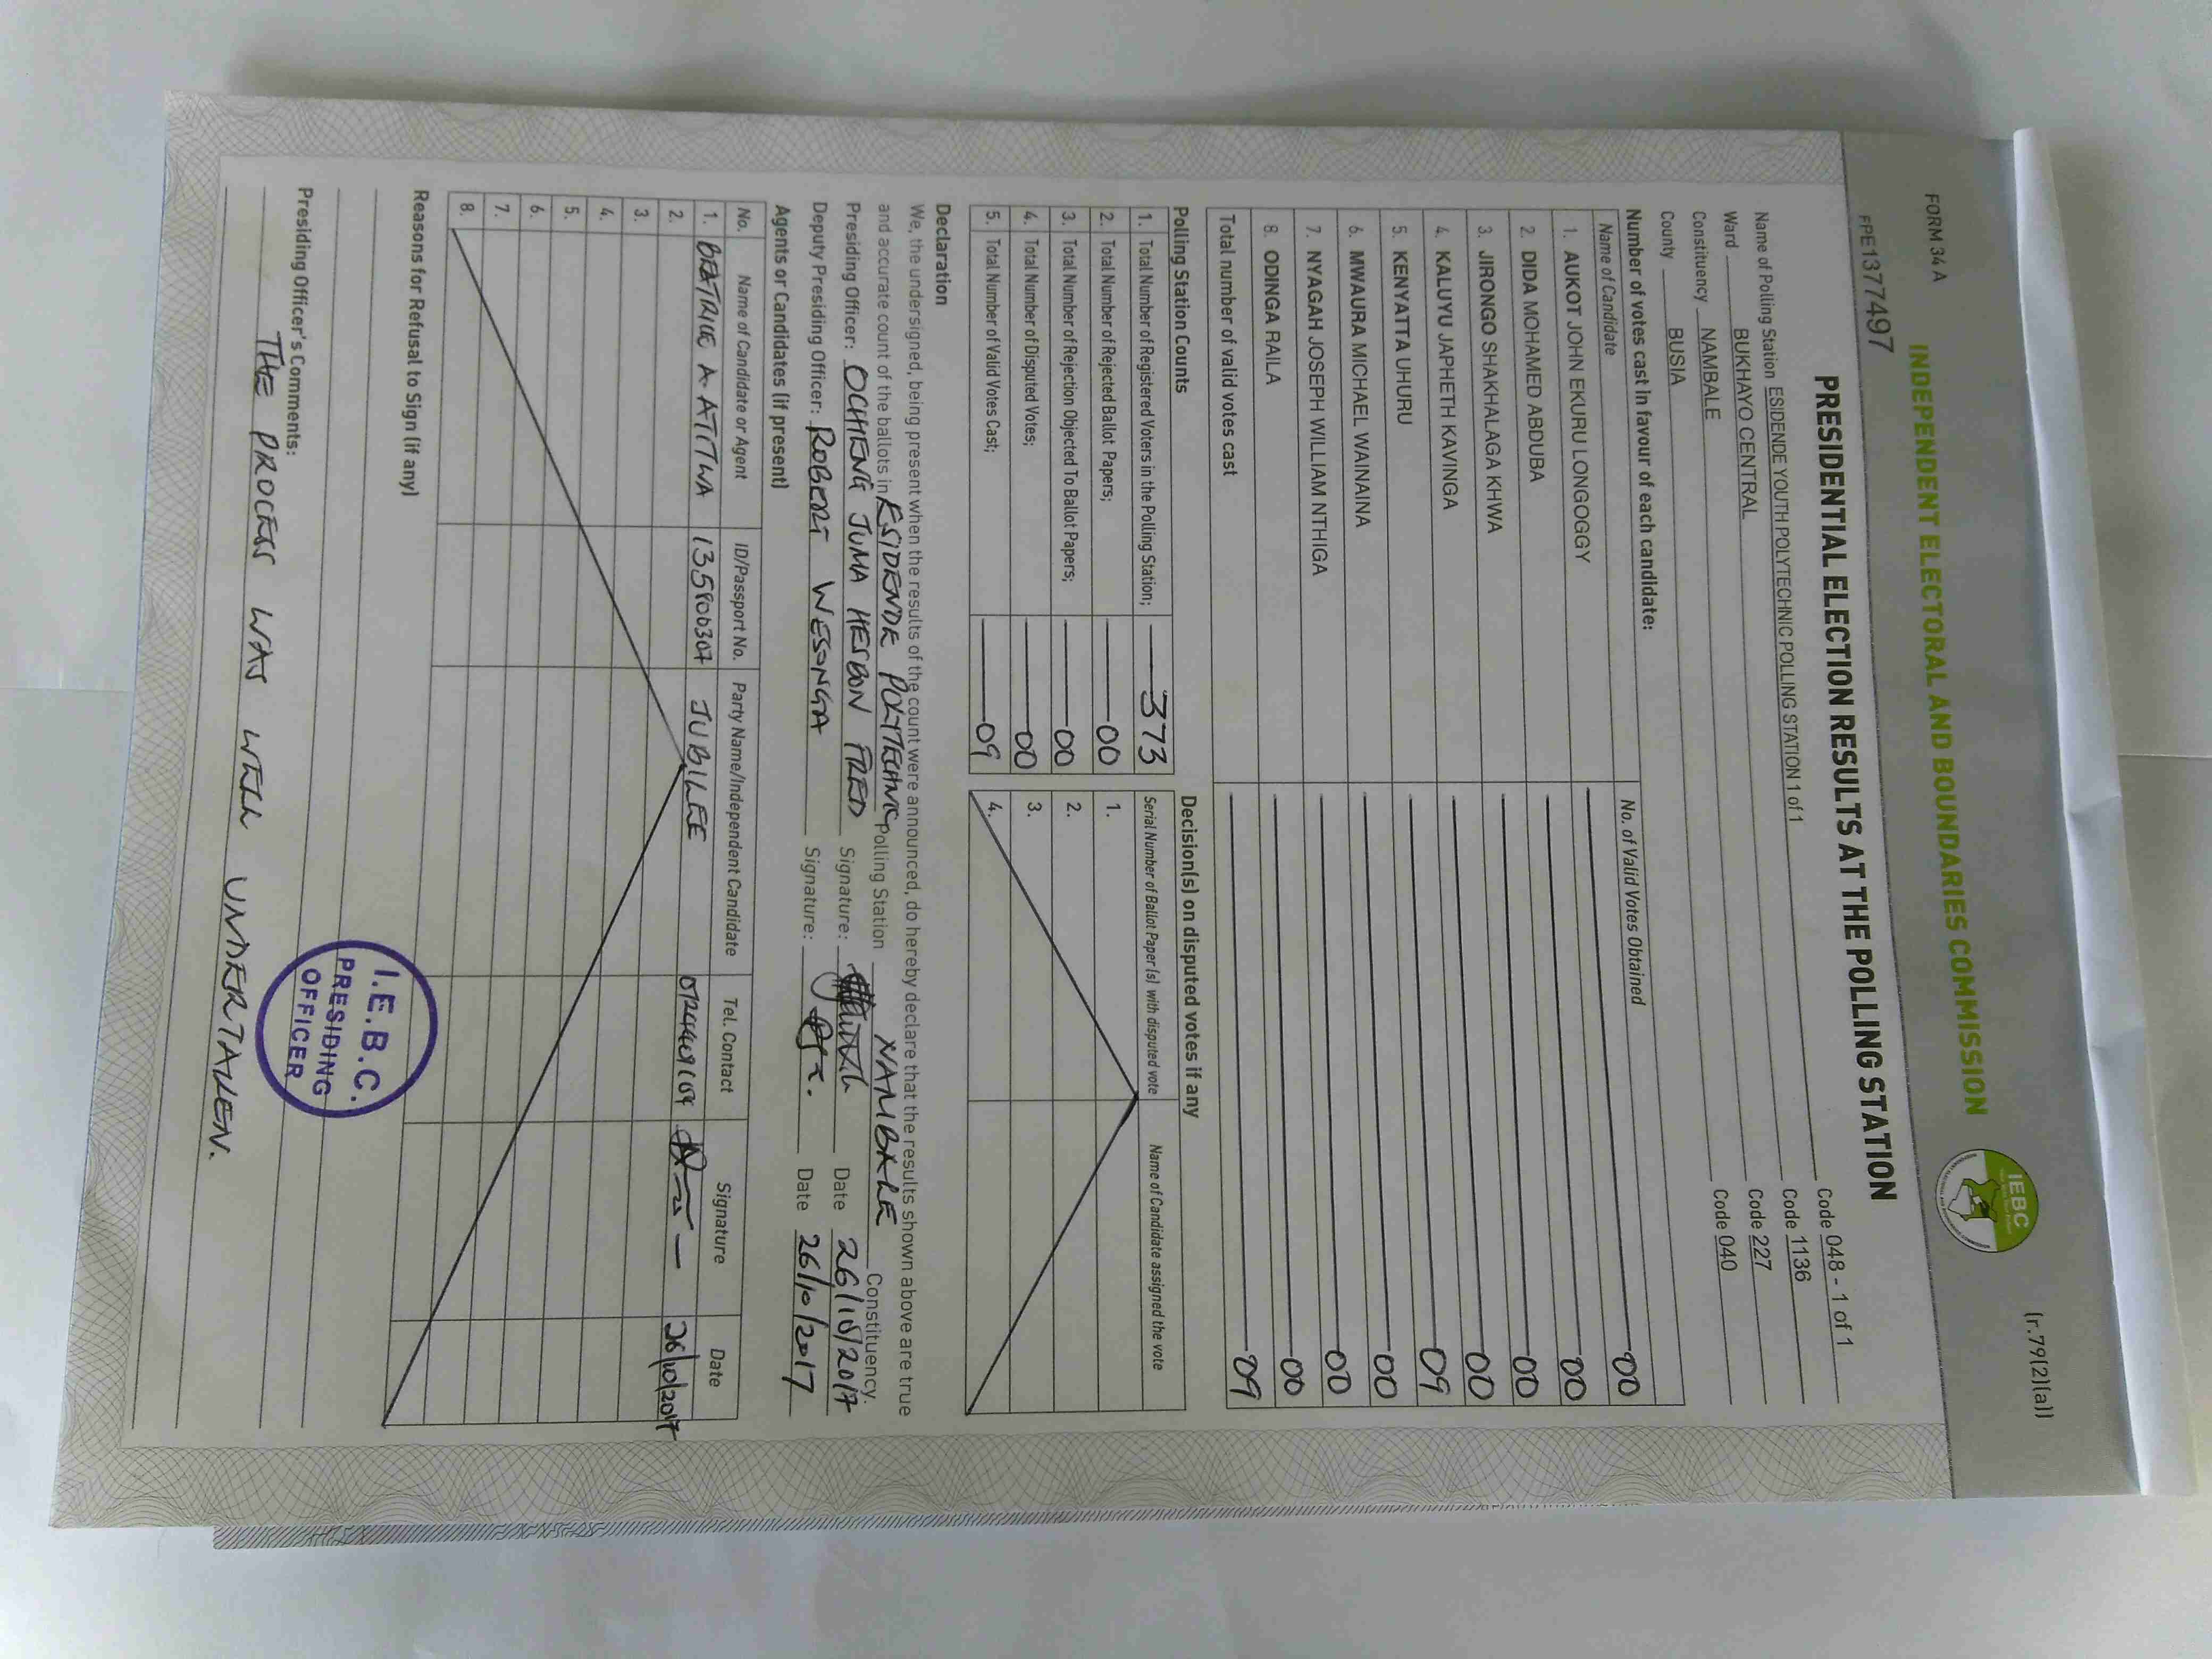 FORM 34 A
(r.79(2)(a))
INDEPENDENT ELECTORAL AND BOUNDARIES COMMISSION
IEBC
FPE1377497
PRESIDENTIAL ELECTION RESULTS AT THE POLLING STATION
Name of Polling Station ESIDENDE YOUTH POLYTECHNIC POLLING STATION 1 of 1 Code 048 - 1 of 1
Ward BUKHAYO CENTRAL Code 1136
Constituency NAMBALE Code 227
County BUSIA Code 040
Number of votes cast in favour of each candidate:
Name of Candidate No. of Valid Votes Obtained
1. AUKOT JOHN EKURU LONGOGGY 00
2. DIDA MOHAMED ABDUBA 00
3. JIRONGO SHAKHALAGA KHWA 00
4. KALUYU JAPHETH KAVINGA 00
5. KENYATTA UHURU 09
6. MWAURA MICHAEL WAINAINA 00
7. NYAGAH JOSEPH WILLIAM NTHIGA 00
8. ODINGA RAILA 00
Total number of valid votes cast 09
Polling Station Counts
1. Total Number of Registered Voters in the Polling Station; 373
2. Total Number of Rejected Ballot Papers; 00
3. Total Number of Rejection Objected To Ballot Papers; 00
4. Total Number of Disputed Votes; 00
5. Total Number of Valid Votes Cast; 09
Decision(s) on disputed votes if any
Serial Number of Ballot Paper (s) with disputed vote Name of Candidate assigned the vote
1.
2.
3.
4.
Declaration
We, the undersigned, being present when the results of the count were announced, do hereby declare that the results shown above are true
and accurate count of the ballots in ESIDENDE POLYTECHNIC Polling Station NAMBALE Constituency.
Presiding Officer: OCHIENG JUMA HESBON FRED Signature: Date 26/10/2017
Deputy Presiding Officer: ROBERT WESONGA Signature: Date 26/10/2017
Agents or Candidates (if present)
No. Name of Candidate or Agent ID/Passport No. Party Name/Independent Candidate Tel. Contact Signature Date
1. BEATRICE A. ATITWA 13580307 JUBILEE 26/10/2017
2.
3.
4.
5.
6.
7.
8.
Reasons for Refusal to Sign (if any)
Presiding Officer's Comments:
THE PROCESS WAS WELL UNDERTAKEN.
I.E.B.C.
PRESIDING
OFFICER